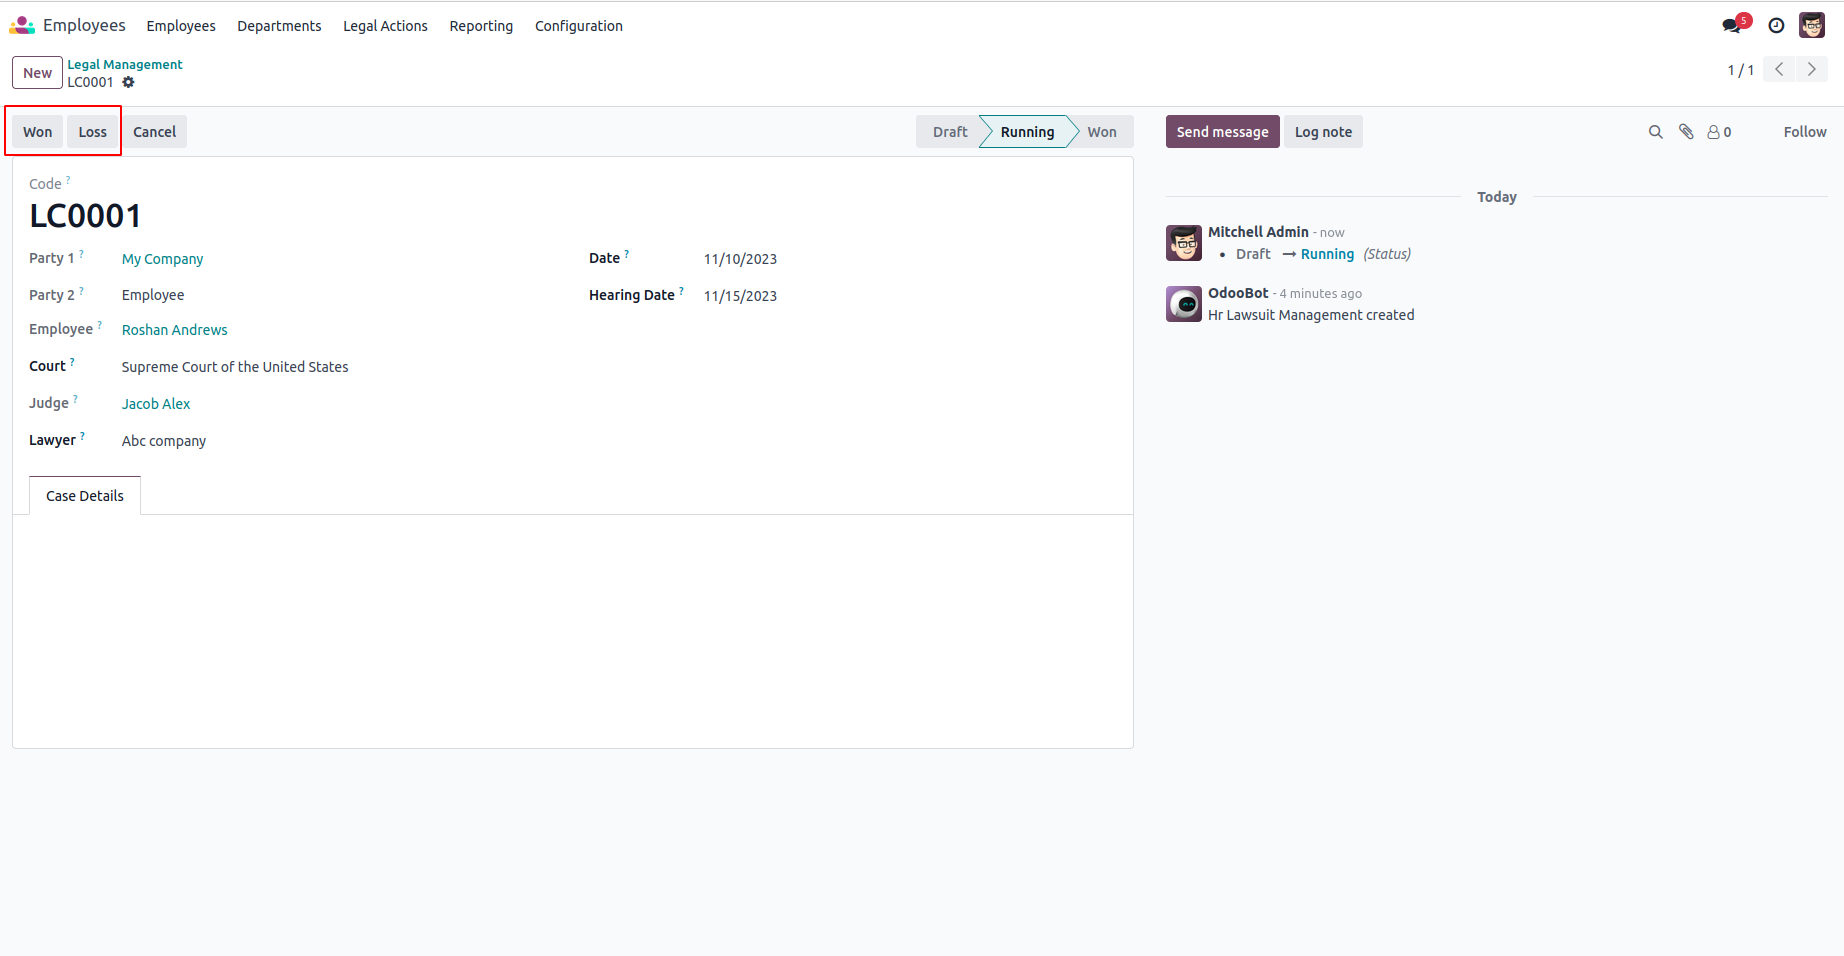 Employees Employees Departments Legal Actions Reporting Configuration 5
New Legal Management
LC0001
1 / 1
Won Loss Cancel Draft Running Won Send message Log note 0 Follow
Code ?
LC0001
Party 1 ? My Company Date ? 11/10/2023
Party 2 ? Employee Hearing Date ? 11/15/2023
Employee ? Roshan Andrews
Court ? Supreme Court of the United States
Judge ? Jacob Alex
Lawyer ? Abc company
Case Details
Today
Mitchell Admin - now
• Draft → Running (Status)
OdooBot - 4 minutes ago
Hr Lawsuit Management created